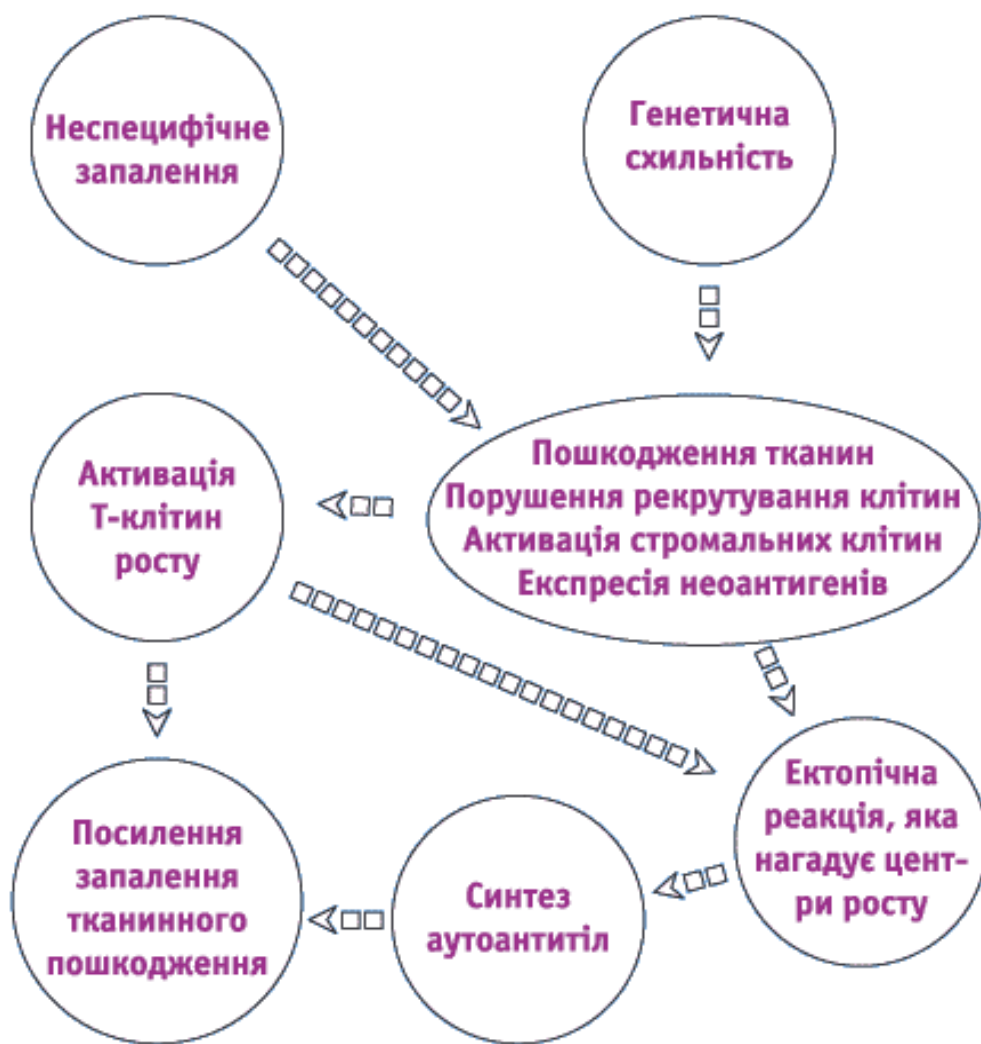 Неспецифічне
запалення
Генетична
схильність
Пошкодження тканин
Порушення рекрутування клітин
Активація стромальних клітин
Експресія неоантигенів
Активація
Т-клітин
росту
Ектопічна
реакція, яка
нагадує цент-
ри росту
Синтез
аутоантитіл
Посилення
запалення
тканинного
пошкодження